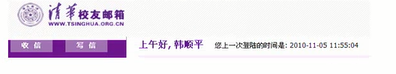 清华校友邮箱
WWW.TSINGHUA.ORG.CN
收 信 写 信
上午好, 韩顺平 您上一次登陆的时间是: 2010-11-05 11:55:04